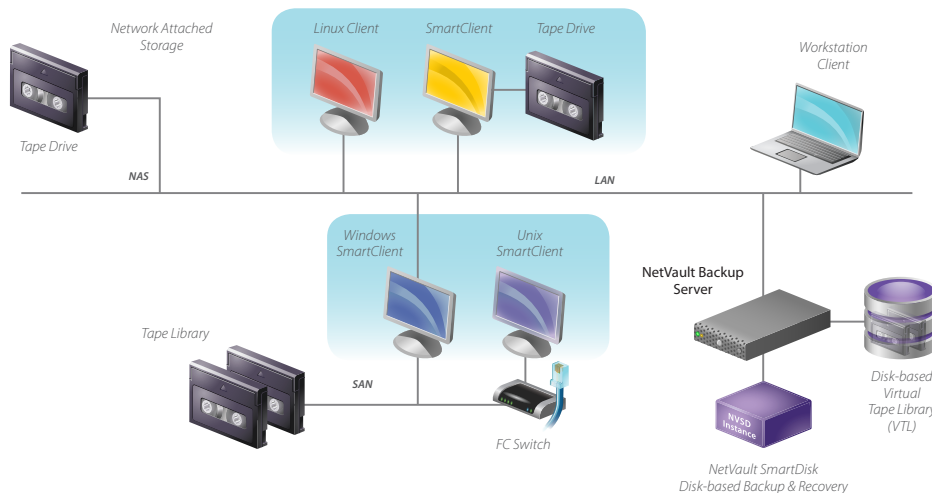 Network Attached
Storage
Linux Client
SmartClient
Tape Drive
Workstation
Client
Tape Drive
NAS
LAN
Windows
SmartClient
Unix
SmartClient
NetVault Backup
Server
Tape Library
SAN
FC Switch
Disk-based
Virtual
Tape Library
(VTL)
NVSD
Instance
NetVault SmartDisk
Disk-based Backup & Recovery